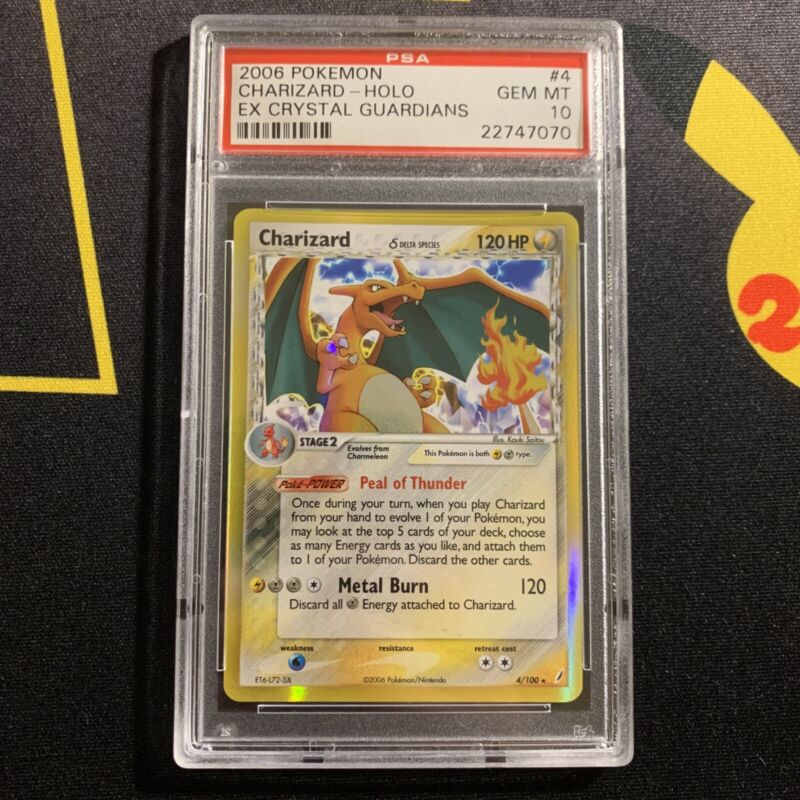 PSA
2006 POKEMON #4
CHARIZARD - HOLO GEM MT
EX CRYSTAL GUARDIANS 10
22747070
Charizard δ DELTA SPECIES 120 HP
Illus. Kouki Saitou
STAGE 2 Evolves from Charmeleon
This Pokémon is both type.
Poké-POWER Peal of Thunder
Once during your turn, when you play Charizard
from your hand to evolve 1 of your Pokémon, you
may look at the top 5 cards of your deck, choose
as many Energy cards as you like, and attach them
to 1 of your Pokémon. Discard the other cards.
Metal Burn 120
Discard all Energy attached to Charizard.
weakness resistance retreat cost
ET6-L72-3JL ©2006 Pokémon/Nintendo 4/100 ★
2